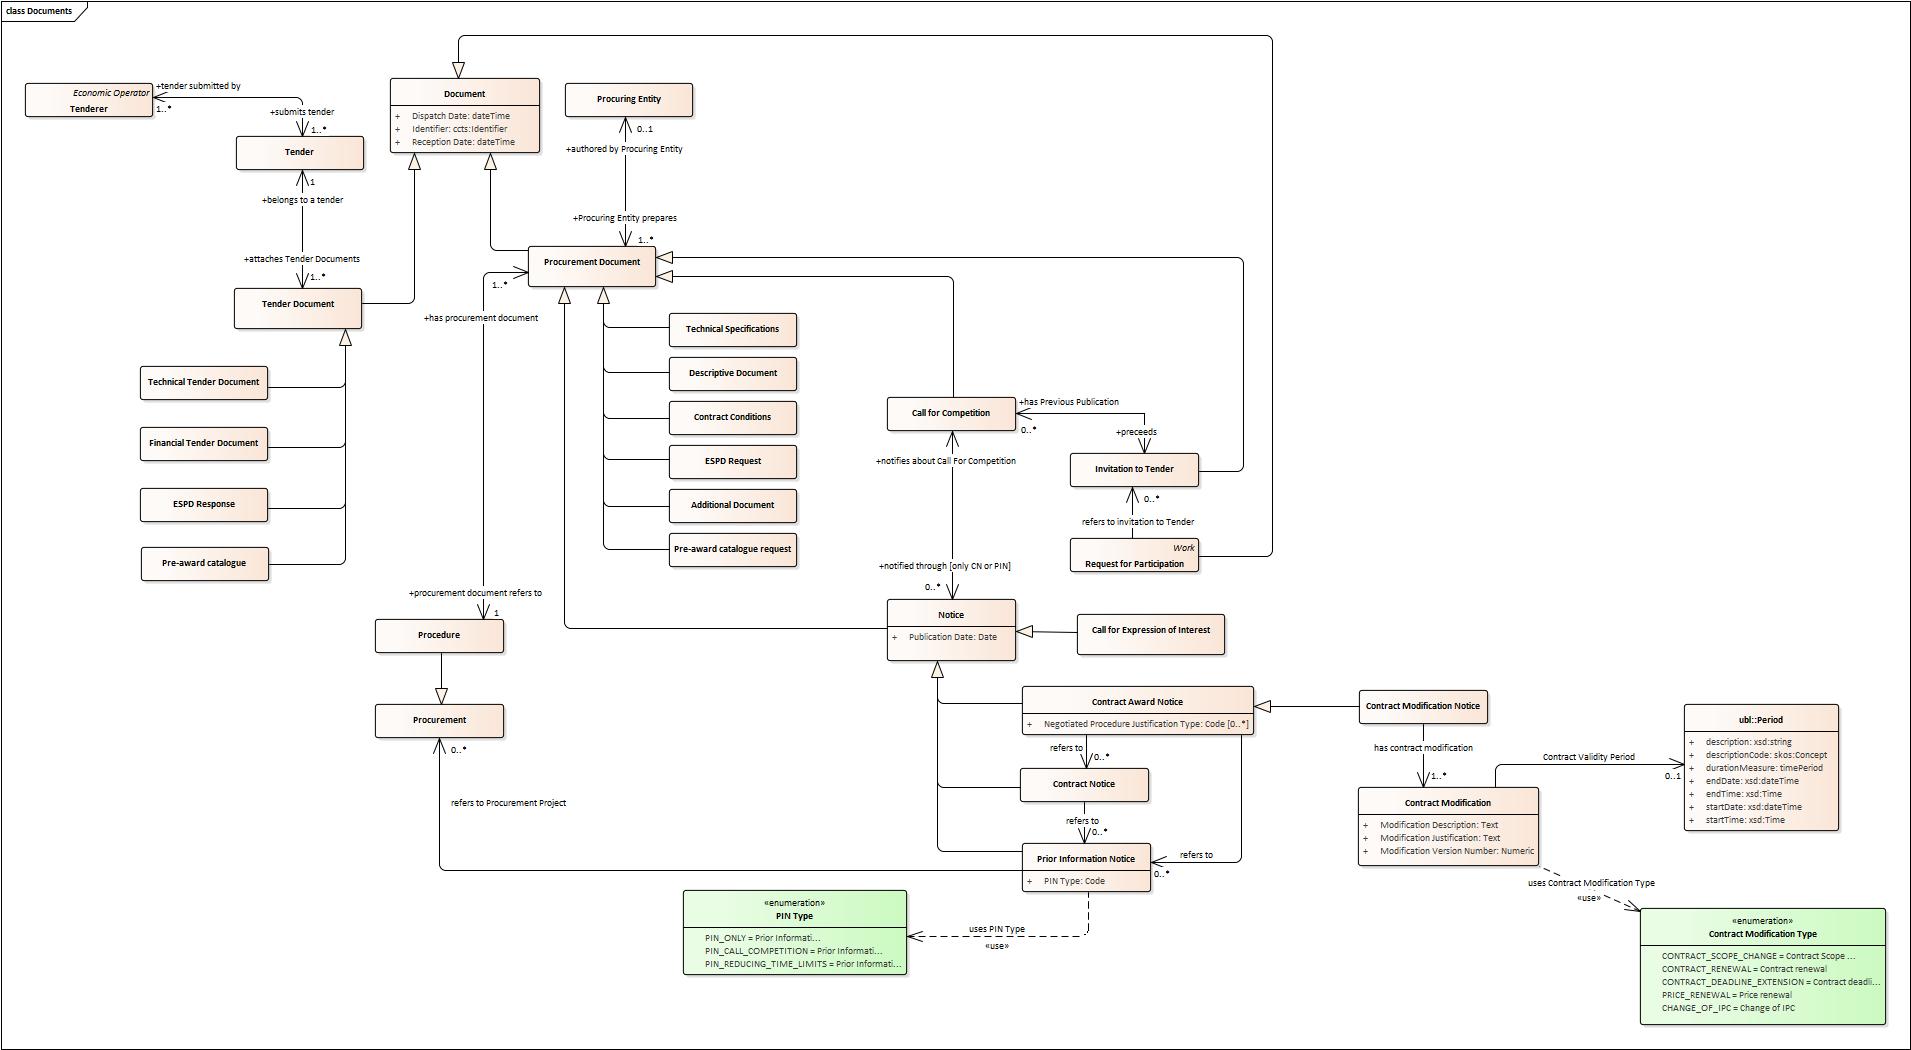 class Documents
Economic Operator
Tenderer
+tender submitted by
1..*
+submits tender
1..*
Tender
1
+belongs to a tender
+attaches Tender Documents
1..*
Tender Document
Technical Tender Document
Financial Tender Document
ESPD Response
Pre-award catalogue
Document
+ Dispatch Date: dateTime
+ Identifier: ccts:Identifier
+ Reception Date: dateTime
Procuring Entity
0..1
+authored by Procuring Entity
+Procuring Entity prepares
1..*
Procurement Document
1..*
+has procurement document
+procurement document refers to
1
Technical Specifications
Descriptive Document
Contract Conditions
ESPD Request
Additional Document
Pre-award catalogue request
Call for Competition
+has Previous Publication
0..*
+preceeds
Invitation to Tender
0..*
refers to invitation to Tender
Work
Request for Participation
+notifies about Call For Competition
+notified through [only CN or PIN]
0..*
Notice
+ Publication Date: Date
Call for Expression of Interest
Procedure
Procurement
0..*
refers to Procurement Project
Contract Award Notice
+ Negotiated Procedure Justification Type: Code [0..*]
refers to
0..*
Contract Notice
refers to
0..*
Prior Information Notice
+ PIN Type: Code
refers to
0..*
Contract Modification Notice
has contract modification
1..*
Contract Modification
+ Modification Description: Text
+ Modification Justification: Text
+ Modification Version Number: Numeric
Contract Validity Period
0..1
ubl::Period
+ description: xsd:string
+ descriptionCode: skos:Concept
+ durationMeasure: timePeriod
+ endDate: xsd:dateTime
+ endTime: xsd:Time
+ startDate: xsd:dateTime
+ startTime: xsd:Time
uses Contract Modification Type
«use»
«enumeration»
Contract Modification Type
CONTRACT_SCOPE_CHANGE = Contract Scope ...
CONTRACT_RENEWAL = Contract renewal
CONTRACT_DEADLINE_EXTENSION = Contract deadli...
PRICE_RENEWAL = Price renewal
CHANGE_OF_IPC = Change of IPC
uses PIN Type
«use»
«enumeration»
PIN Type
PIN_ONLY = Prior Informati...
PIN_CALL_COMPETITION = Prior Informati...
PIN_REDUCING_TIME_LIMITS = Prior Informati...